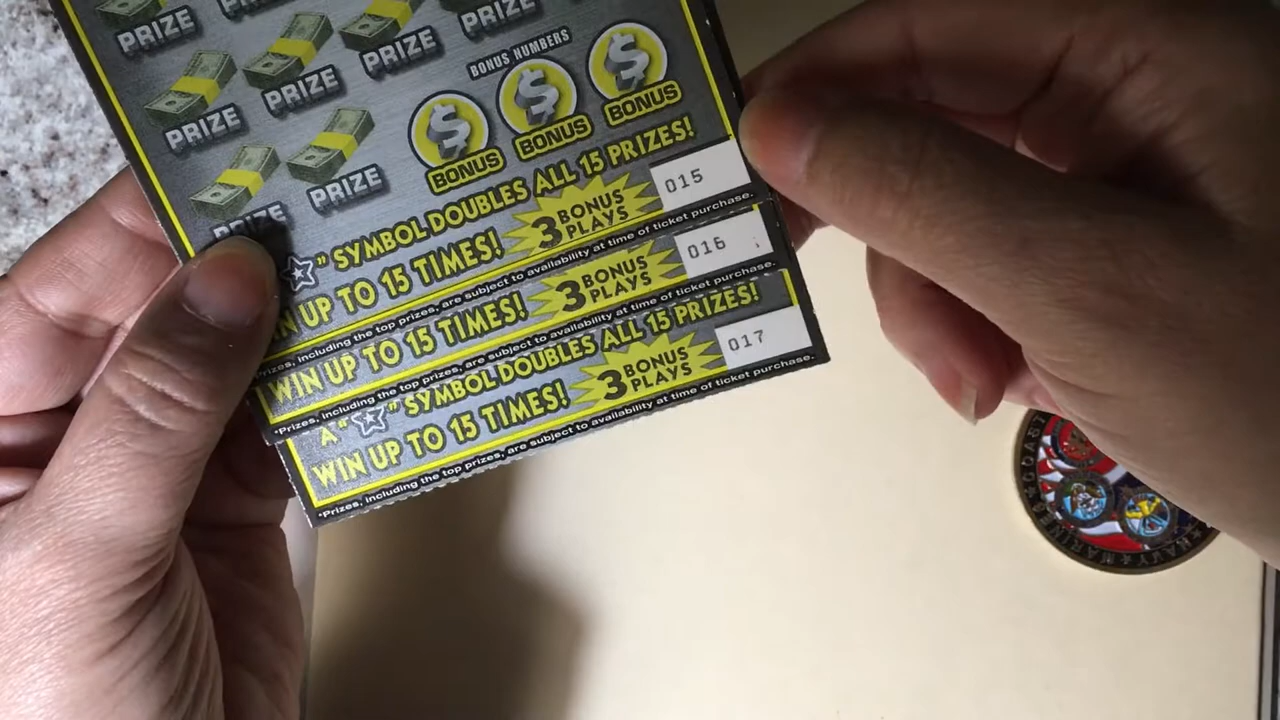 PRIZE
PRIZE
PRIZE
PRIZE
PRIZE
PRIZE
PRIZE
PRIZE
BONUS NUMBERS
BONUS
BONUS
BONUS
" SYMBOL DOUBLES ALL 15 PRIZES!
UP TO 15 TIMES!
3 BONUS PLAYS
015
Prizes, including the top prizes, are subject to availability at time of ticket purchase.
WIN UP TO 15 TIMES!
3 BONUS PLAYS
016
*Prizes, including the top prizes, are subject to availability at time of ticket purchase.
A " " SYMBOL DOUBLES ALL 15 PRIZES!
WIN UP TO 15 TIMES!
3 BONUS PLAYS
017
*Prizes, including the top prizes, are subject to availability at time of ticket purchase.
NAVY